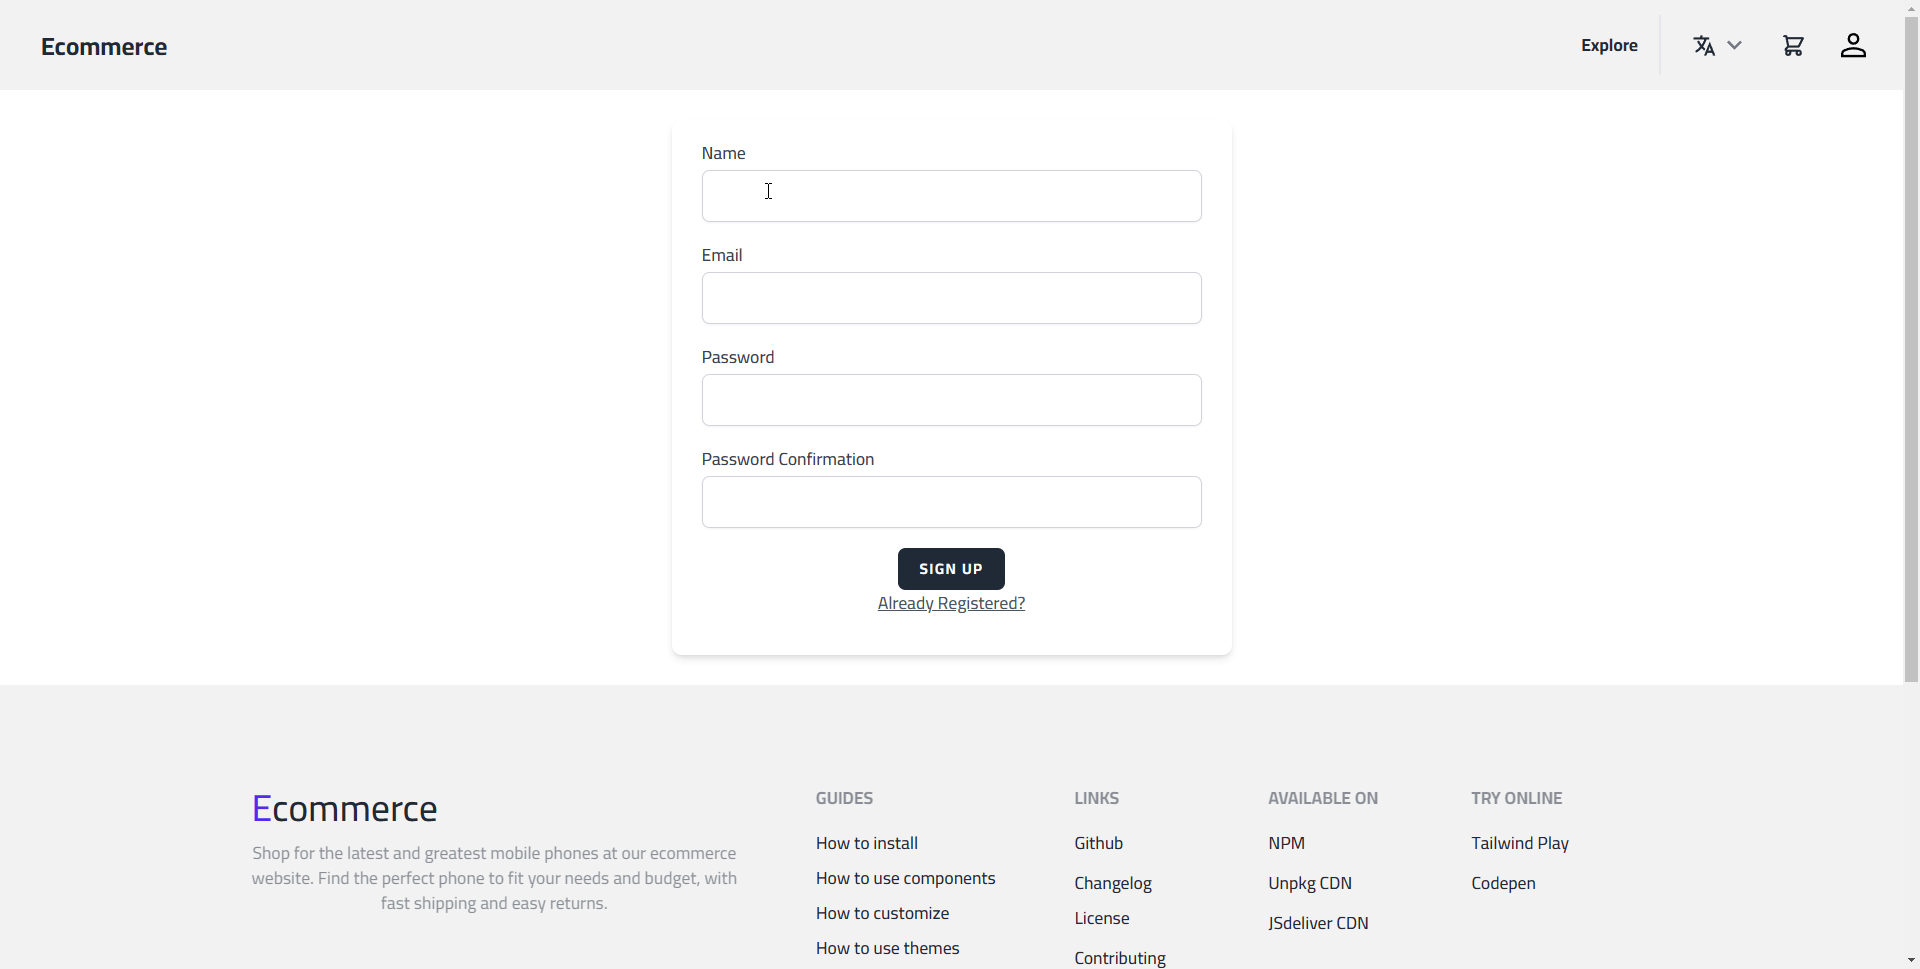 Ecommerce
Explore
Name
Email
Password
Password Confirmation
SIGN UP
Already Registered?
Ecommerce
Shop for the latest and greatest mobile phones at our ecommerce
website. Find the perfect phone to fit your needs and budget, with
fast shipping and easy returns.
GUIDES
How to install
How to use components
How to customize
How to use themes
LINKS
Github
Changelog
License
Contributing
AVAILABLE ON
NPM
Unpkg CDN
JSdeliver CDN
TRY ONLINE
Tailwind Play
Codepen